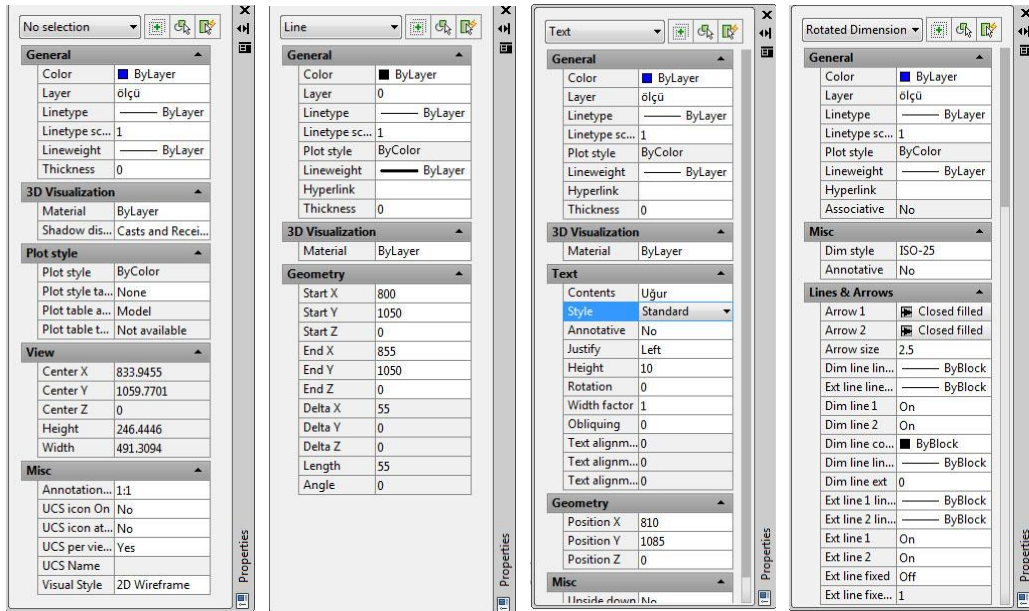 No selection
General
Color ByLayer
Layer ölçü
Linetype ByLayer
Linetype sc... 1
Lineweight ByLayer
Thickness 0
3D Visualization
Material ByLayer
Shadow dis... Casts and Recei...
Plot style
Plot style ByColor
Plot style ta... None
Plot table a... Model
Plot table t... Not available
View
Center X 833.9455
Center Y 1059.7701
Center Z 0
Height 246.4446
Width 491.3094
Misc
Annotation... 1:1
UCS icon On No
UCS icon at... No
UCS per vie... Yes
UCS Name
Visual Style 2D Wireframe
Properties
Line
General
Color ByLayer
Layer 0
Linetype ByLayer
Linetype sc... 1
Plot style ByColor
Lineweight ByLayer
Hyperlink
Thickness 0
3D Visualization
Material ByLayer
Geometry
Start X 800
Start Y 1050
Start Z 0
End X 855
End Y 1050
End Z 0
Delta X 55
Delta Y 0
Delta Z 0
Length 55
Angle 0
Properties
Text
General
Color ByLayer
Layer ölçü
Linetype ByLayer
Linetype sc... 1
Plot style ByColor
Lineweight ByLayer
Hyperlink
Thickness 0
3D Visualization
Material ByLayer
Text
Contents Uğur
Style Standard
Annotative No
Justify Left
Height 10
Rotation 0
Width factor 1
Obliquing 0
Text alignm... 0
Text alignm... 0
Text alignm... 0
Geometry
Position X 810
Position Y 1085
Position Z 0
Misc
Upside down No
Properties
Rotated Dimension
General
Color ByLayer
Layer ölçü
Linetype ByLayer
Linetype sc... 1
Plot style ByColor
Lineweight ByLayer
Hyperlink
Associative No
Misc
Dim style ISO-25
Annotative No
Lines & Arrows
Arrow 1 Closed filled
Arrow 2 Closed filled
Arrow size 2.5
Dim line lin... ByBlock
Ext line line... ByBlock
Dim line 1 On
Dim line 2 On
Dim line co... ByBlock
Dim line lin... ByBlock
Dim line ext 0
Ext line 1 lin... ByBlock
Ext line 2 lin... ByBlock
Ext line 1 On
Ext line 2 On
Ext line fixed Off
Ext line fixe... 1
Properties